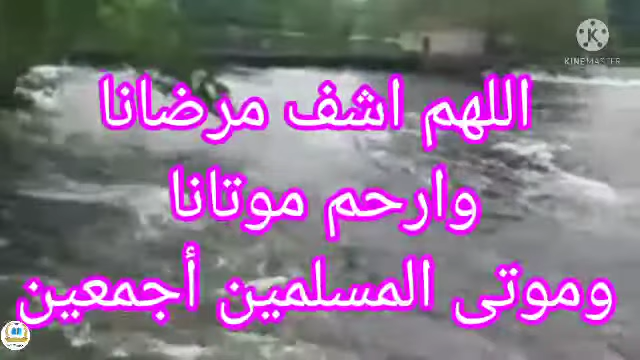 KINEMASTER
اللهم اشف مرضانا
وارحم موتانا
وموتى المسلمين أجمعين